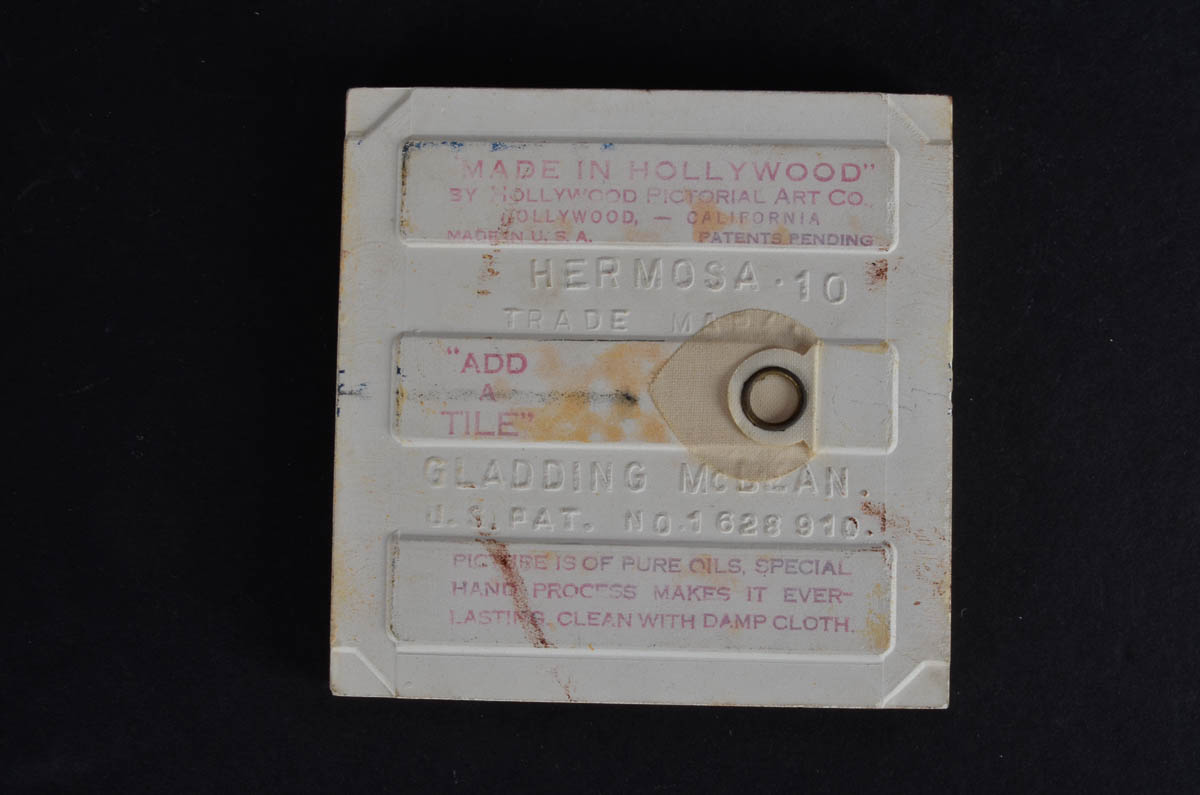 "MADE IN HOLLYWOOD"
BY HOLLYWOOD PICTORIAL ART CO.,
HOLLYWOOD, — CALIFORNIA
MADE IN U.S.A. PATENTS PENDING
HERMOSA · 10
TRADE MARK
"ADD
A
TILE"
GLADDING McBEAN.
U.S. PAT. NO. 1628910.
PICTURE IS OF PURE OILS, SPECIAL
HAND PROCESS MAKES IT EVER-
LASTING. CLEAN WITH DAMP CLOTH.